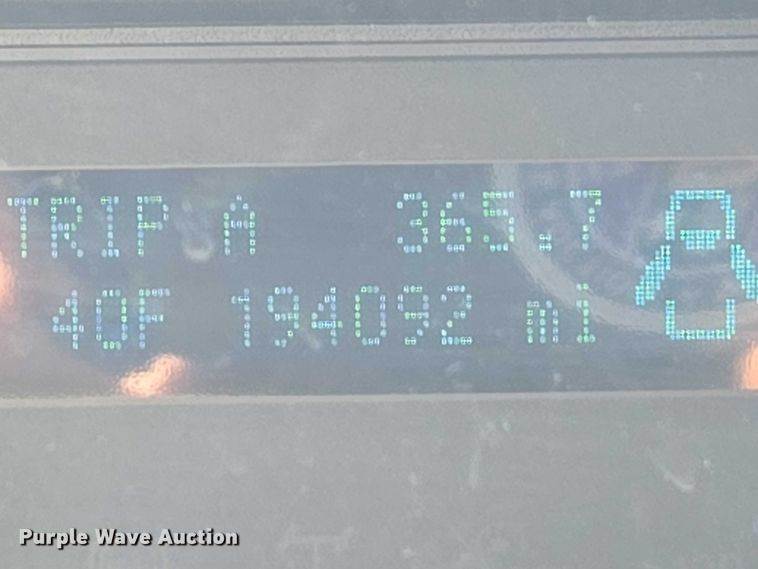 TRIP A 365.7
40F 194092 mi
Purple Wave Auction